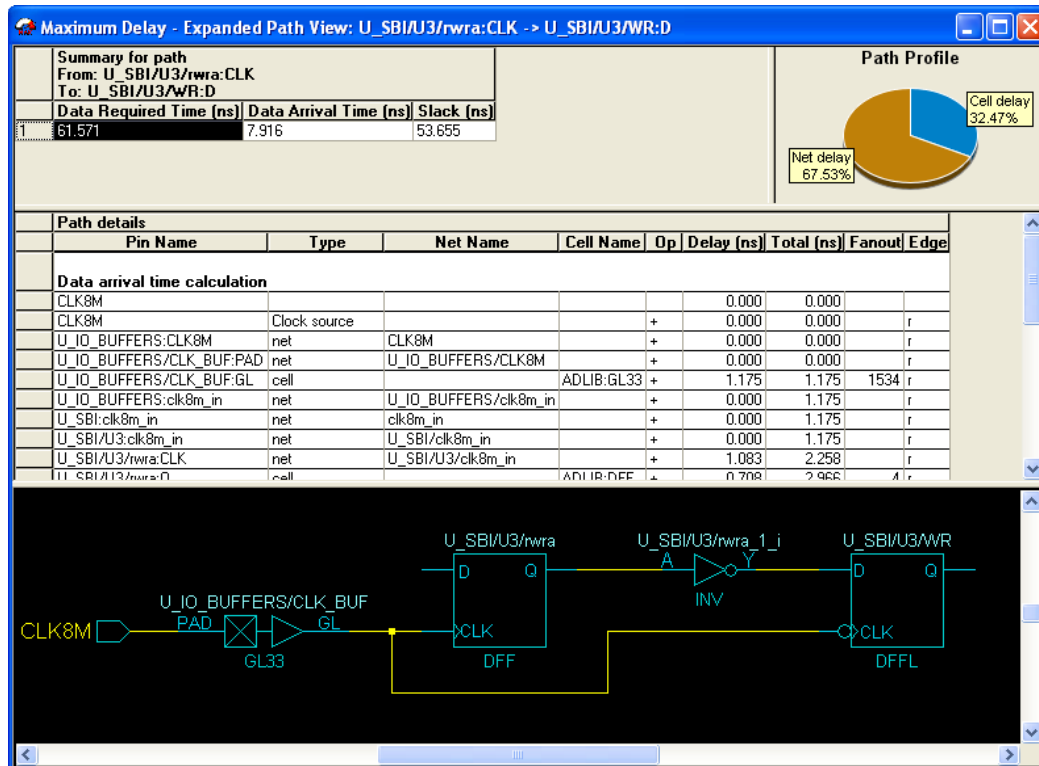 Maximum Delay - Expanded Path View: U_SBI/U3/rwra:CLK -> U_SBI/U3/WR:D
Summary for path
From: U_SBI/U3/rwra:CLK
To: U_SBI/U3/WR:D
Data Required Time (ns) Data Arrival Time (ns) Slack (ns)
1 61.571 7.916 53.655
Path Profile
Cell delay
32.47%
Net delay
67.53%
Path details
Pin Name Type Net Name Cell Name Op Delay (ns) Total (ns) Fanout Edge
Data arrival time calculation
CLK8M 0.000 0.000
CLK8M Clock source + 0.000 0.000 r
U_IO_BUFFERS:CLK8M net CLK8M + 0.000 0.000 r
U_IO_BUFFERS/CLK_BUF:PAD net U_IO_BUFFERS/CLK8M + 0.000 0.000 r
U_IO_BUFFERS/CLK_BUF:GL cell ADLIB:GL33 + 1.175 1.175 1534 r
U_IO_BUFFERS:clk8m_in net U_IO_BUFFERS/clk8m_in + 0.000 1.175 r
U_SBI:clk8m_in net clk8m_in + 0.000 1.175 r
U_SBI/U3:clk8m_in net U_SBI/clk8m_in + 0.000 1.175 r
U_SBI/U3/rwra:CLK net U_SBI/U3/clk8m_in + 1.083 2.258 r
U_SBI/U3/rwra:Q cell ADLIB:DFF + 0.708 2.966 4 r
U_SBI/U3/rwra U_SBI/U3/rwra_1_i U_SBI/U3/WR
D Q A Y D Q
INV
U_IO_BUFFERS/CLK_BUF
CLK8M PAD GL CLK CLK
GL33 DFF DFFL